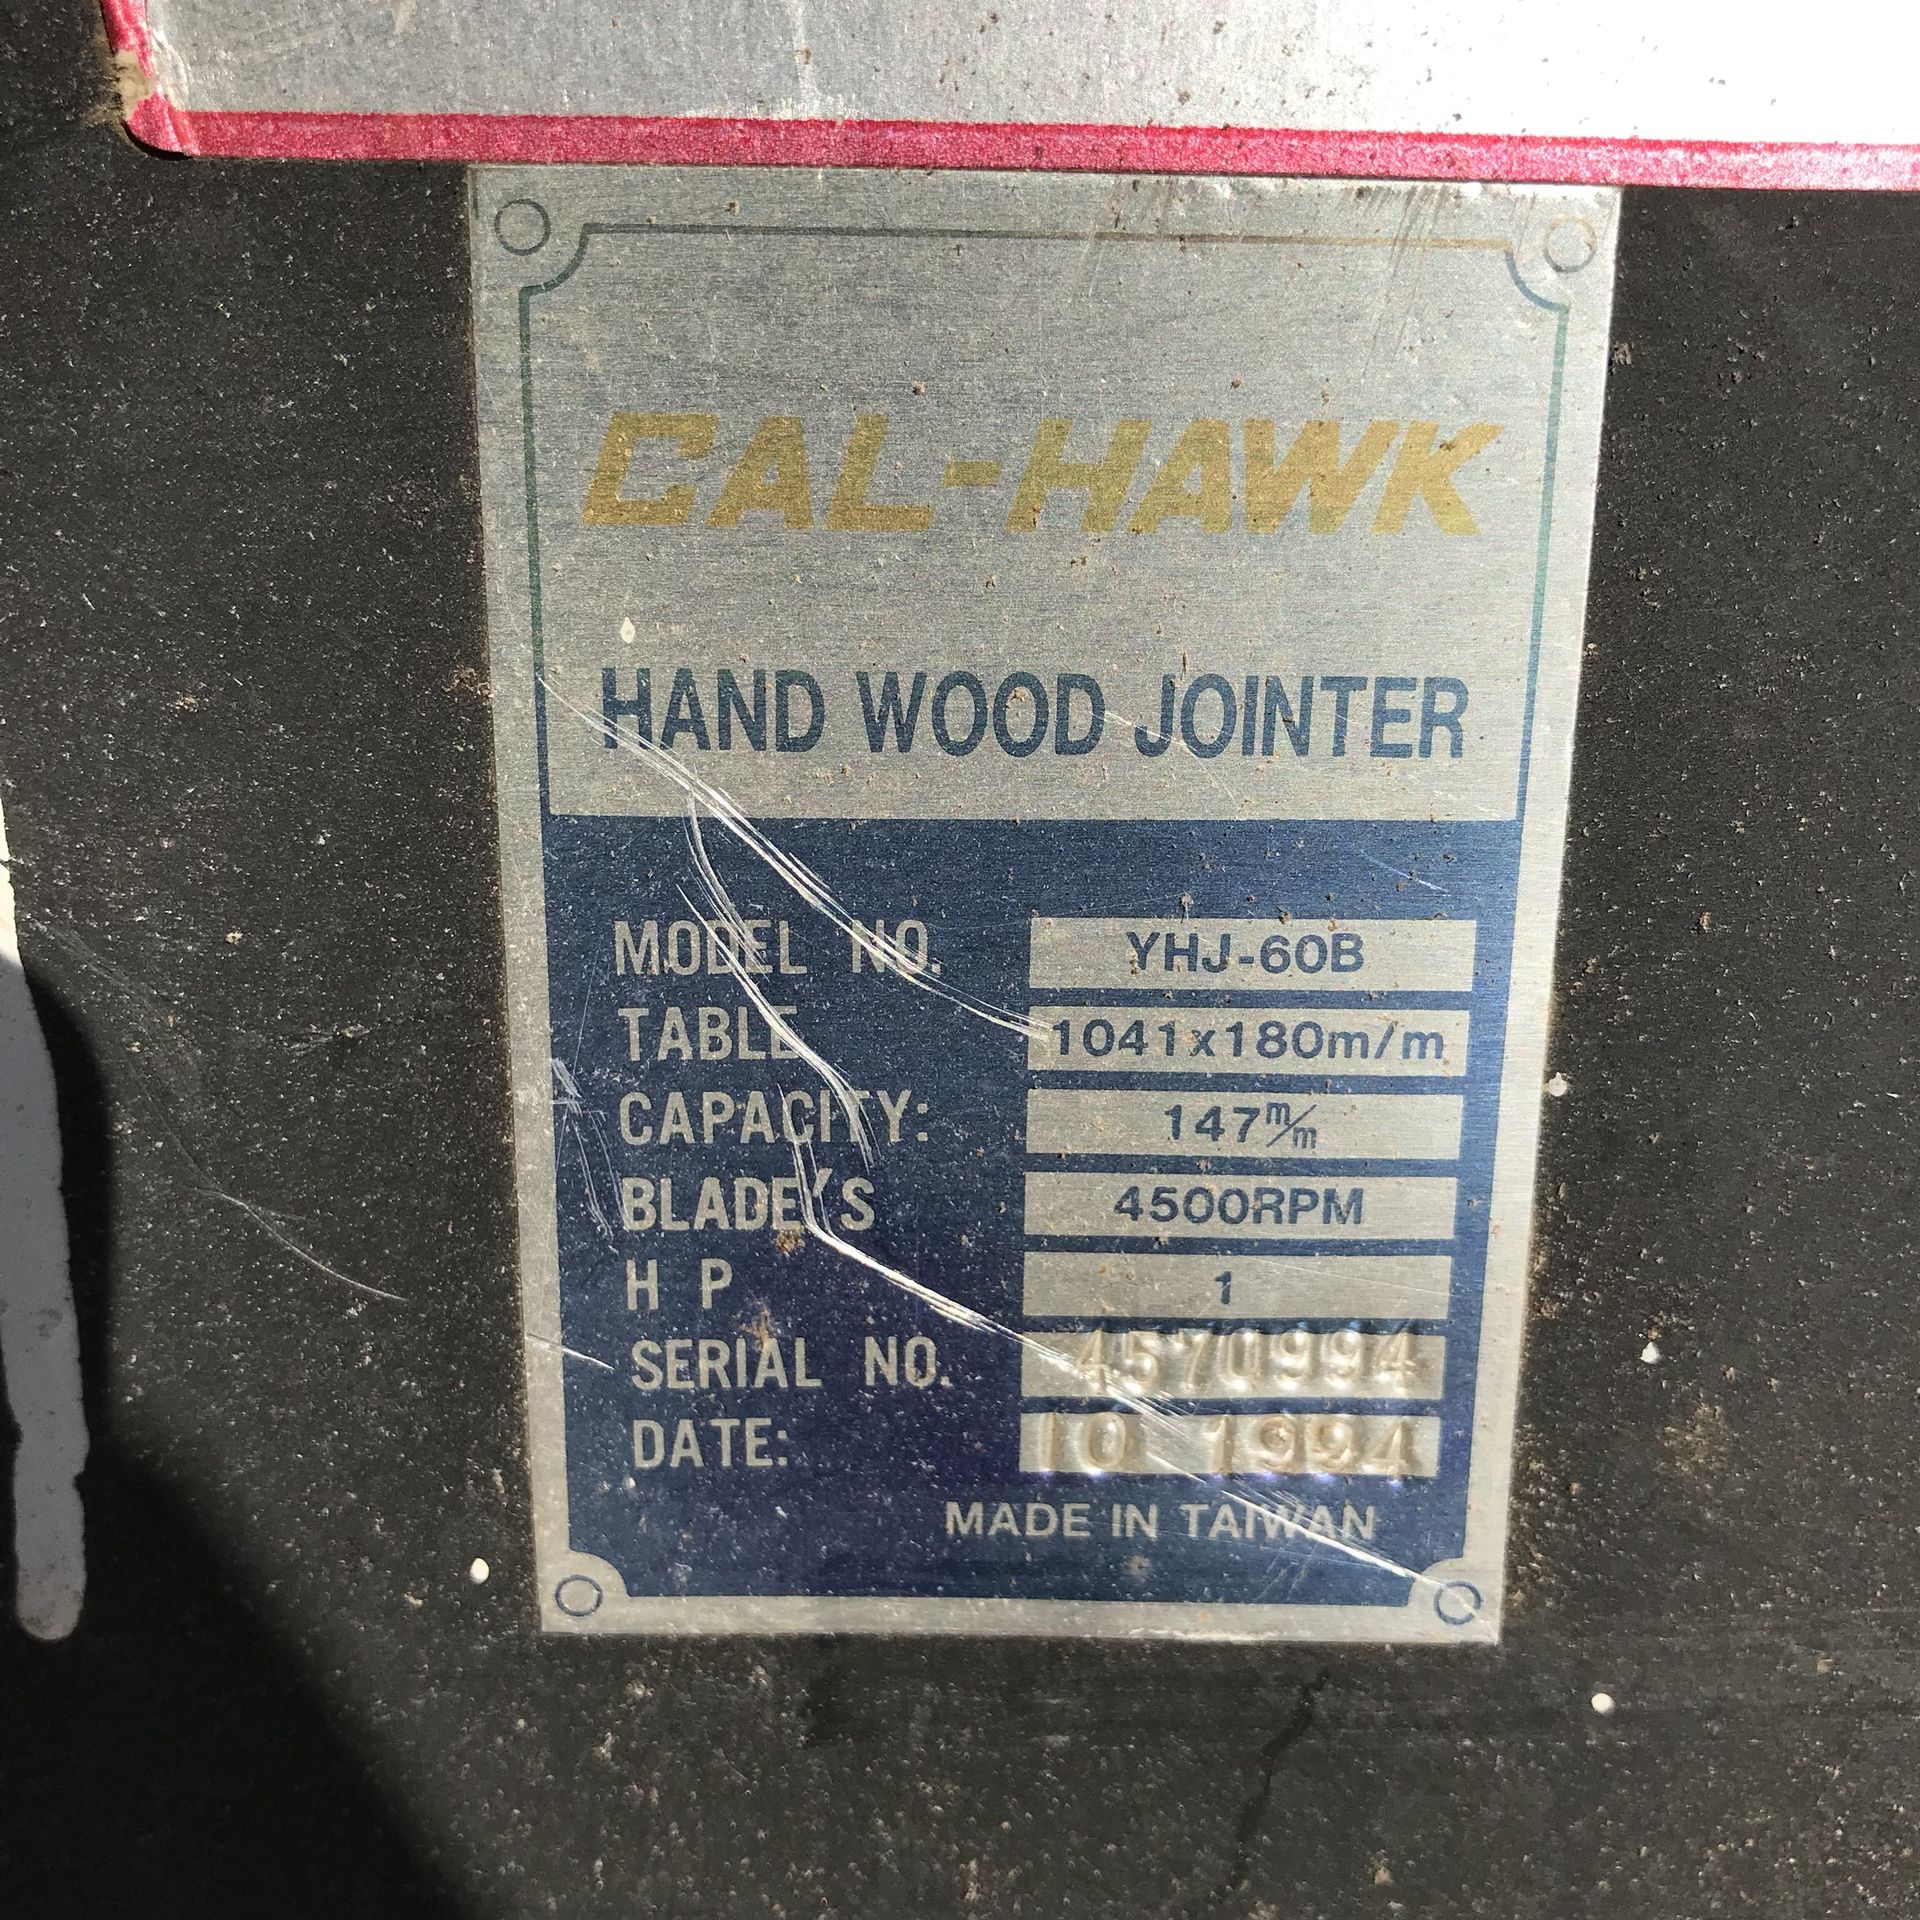 CAL-HAWK
HAND WOOD JOINTER
MODEL NO. YHJ-60B
TABLE 1041x180m/m
CAPACITY: 147m/m
BLADE'S 4500RPM
H P 1
SERIAL NO. 4570994
DATE: 10 1994
MADE IN TAIWAN